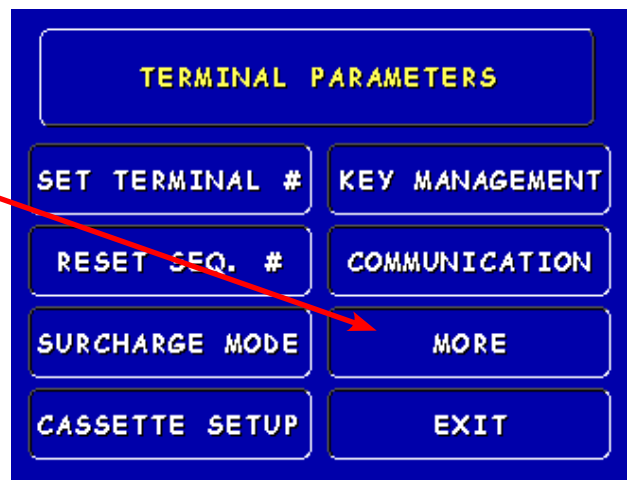 TERMINAL PARAMETERS
SET TERMINAL #
KEY MANAGEMENT
RESET SEQ. #
COMMUNICATION
SURCHARGE MODE
MORE
CASSETTE SETUP
EXIT